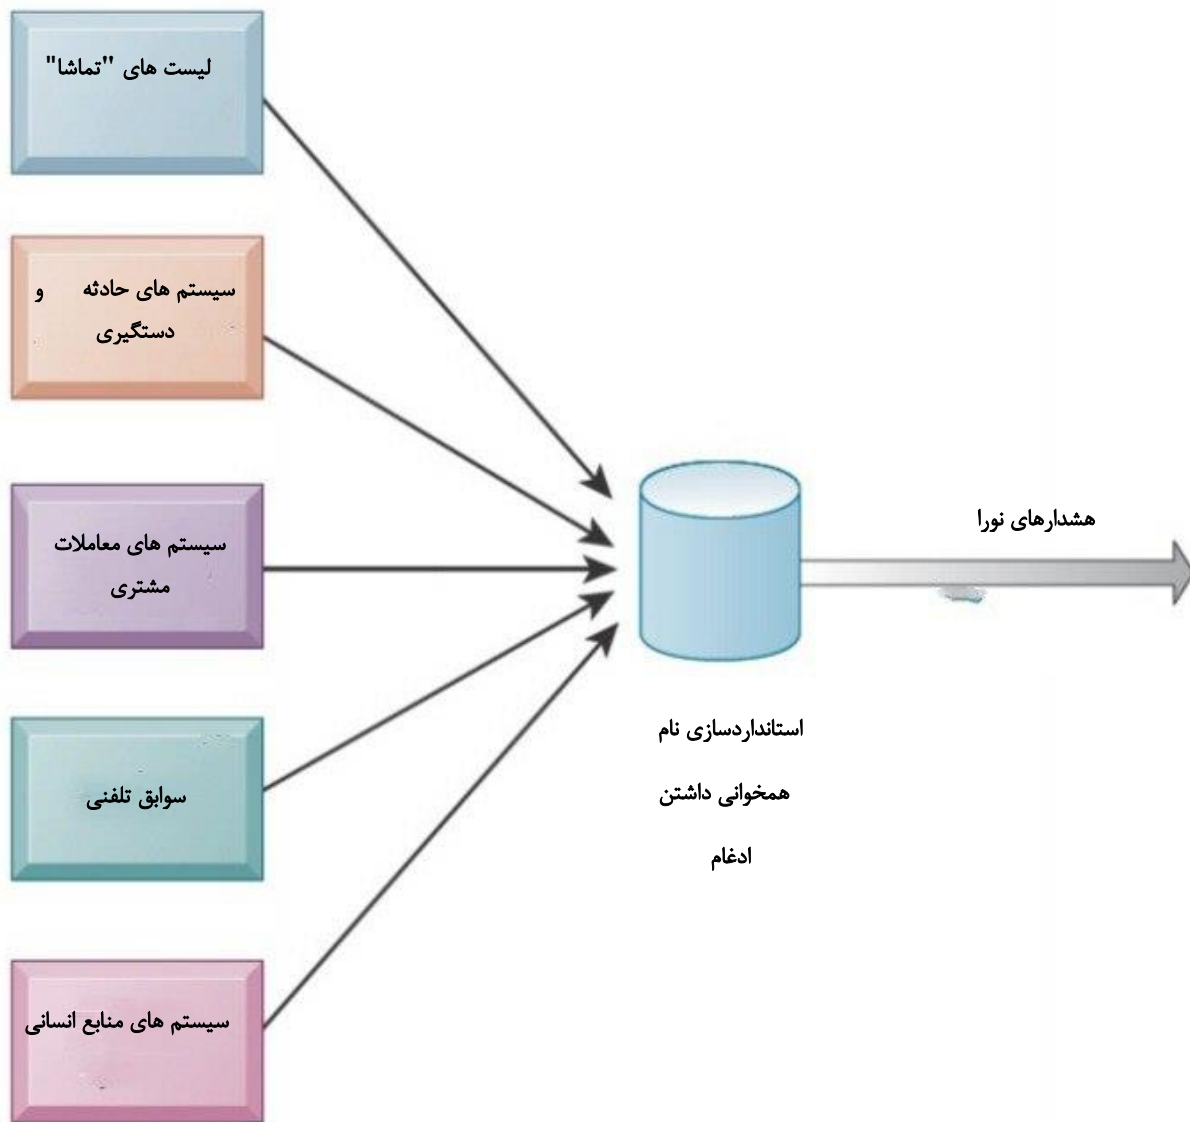 لیست های "تماشا"
سیستم های حادثه و
دستگیری
سیستم های معاملات
مشتری
سوابق تلفنی
سیستم های منابع انسانی
استانداردسازی نام
همخوانی داشتن
ادغام
هشدارهای نورا